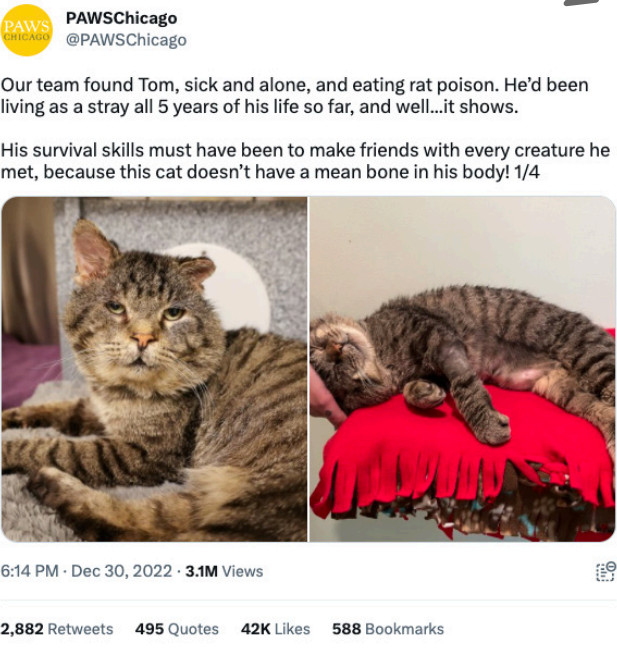 PAWS
CHICAGO
PAWSChicago
@PAWSChicago
Our team found Tom, sick and alone, and eating rat poison. He’d been
living as a stray all 5 years of his life so far, and well...it shows.
His survival skills must have been to make friends with every creature he
met, because this cat doesn’t have a mean bone in his body! 1/4
6:14 PM · Dec 30, 2022 · 3.1M Views
2,882 Retweets 495 Quotes 42K Likes 588 Bookmarks